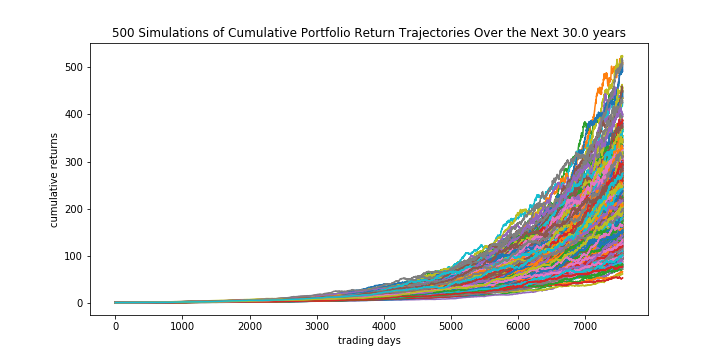 500 Simulations of Cumulative Portfolio Return Trajectories Over the Next 30.0 years
500
400
300
200
100
0
cumulative returns
0 1000 2000 3000 4000 5000 6000 7000
trading days